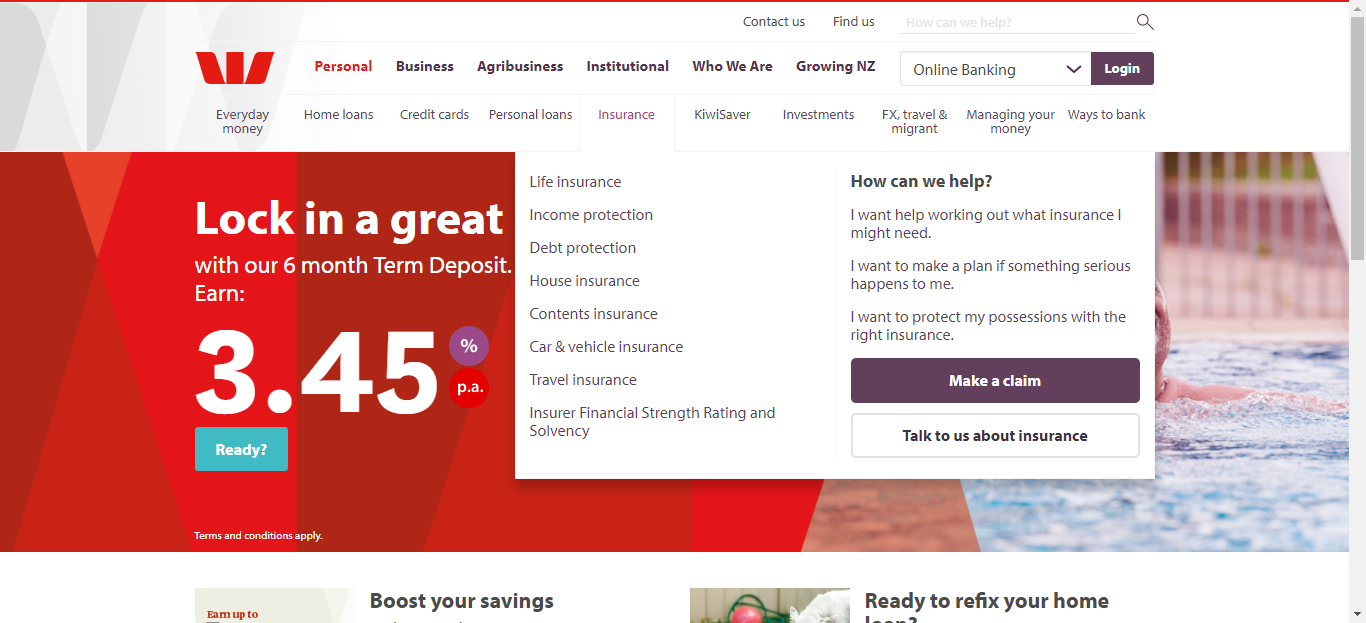 Contact us
Find us
How can we help?
Personal
Business
Agribusiness
Institutional
Who We Are
Growing NZ
Online Banking
Login
Everyday
money
Home loans
Credit cards
Personal loans
Insurance
KiwiSaver
Investments
FX, travel &
migrant
Managing your
money
Ways to bank
Lock in a great
with our 6 month Term Deposit.
Earn:
3.45
%
p.a.
Ready?
Terms and conditions apply.
Life insurance
Income protection
Debt protection
House insurance
Contents insurance
Car & vehicle insurance
Travel insurance
Insurer Financial Strength Rating and
Solvency
How can we help?
I want help working out what insurance I
might need.
I want to make a plan if something serious
happens to me.
I want to protect my possessions with the
right insurance.
Make a claim
Talk to us about insurance
Earn up to
Boost your savings
Ready to refix your home
loan?